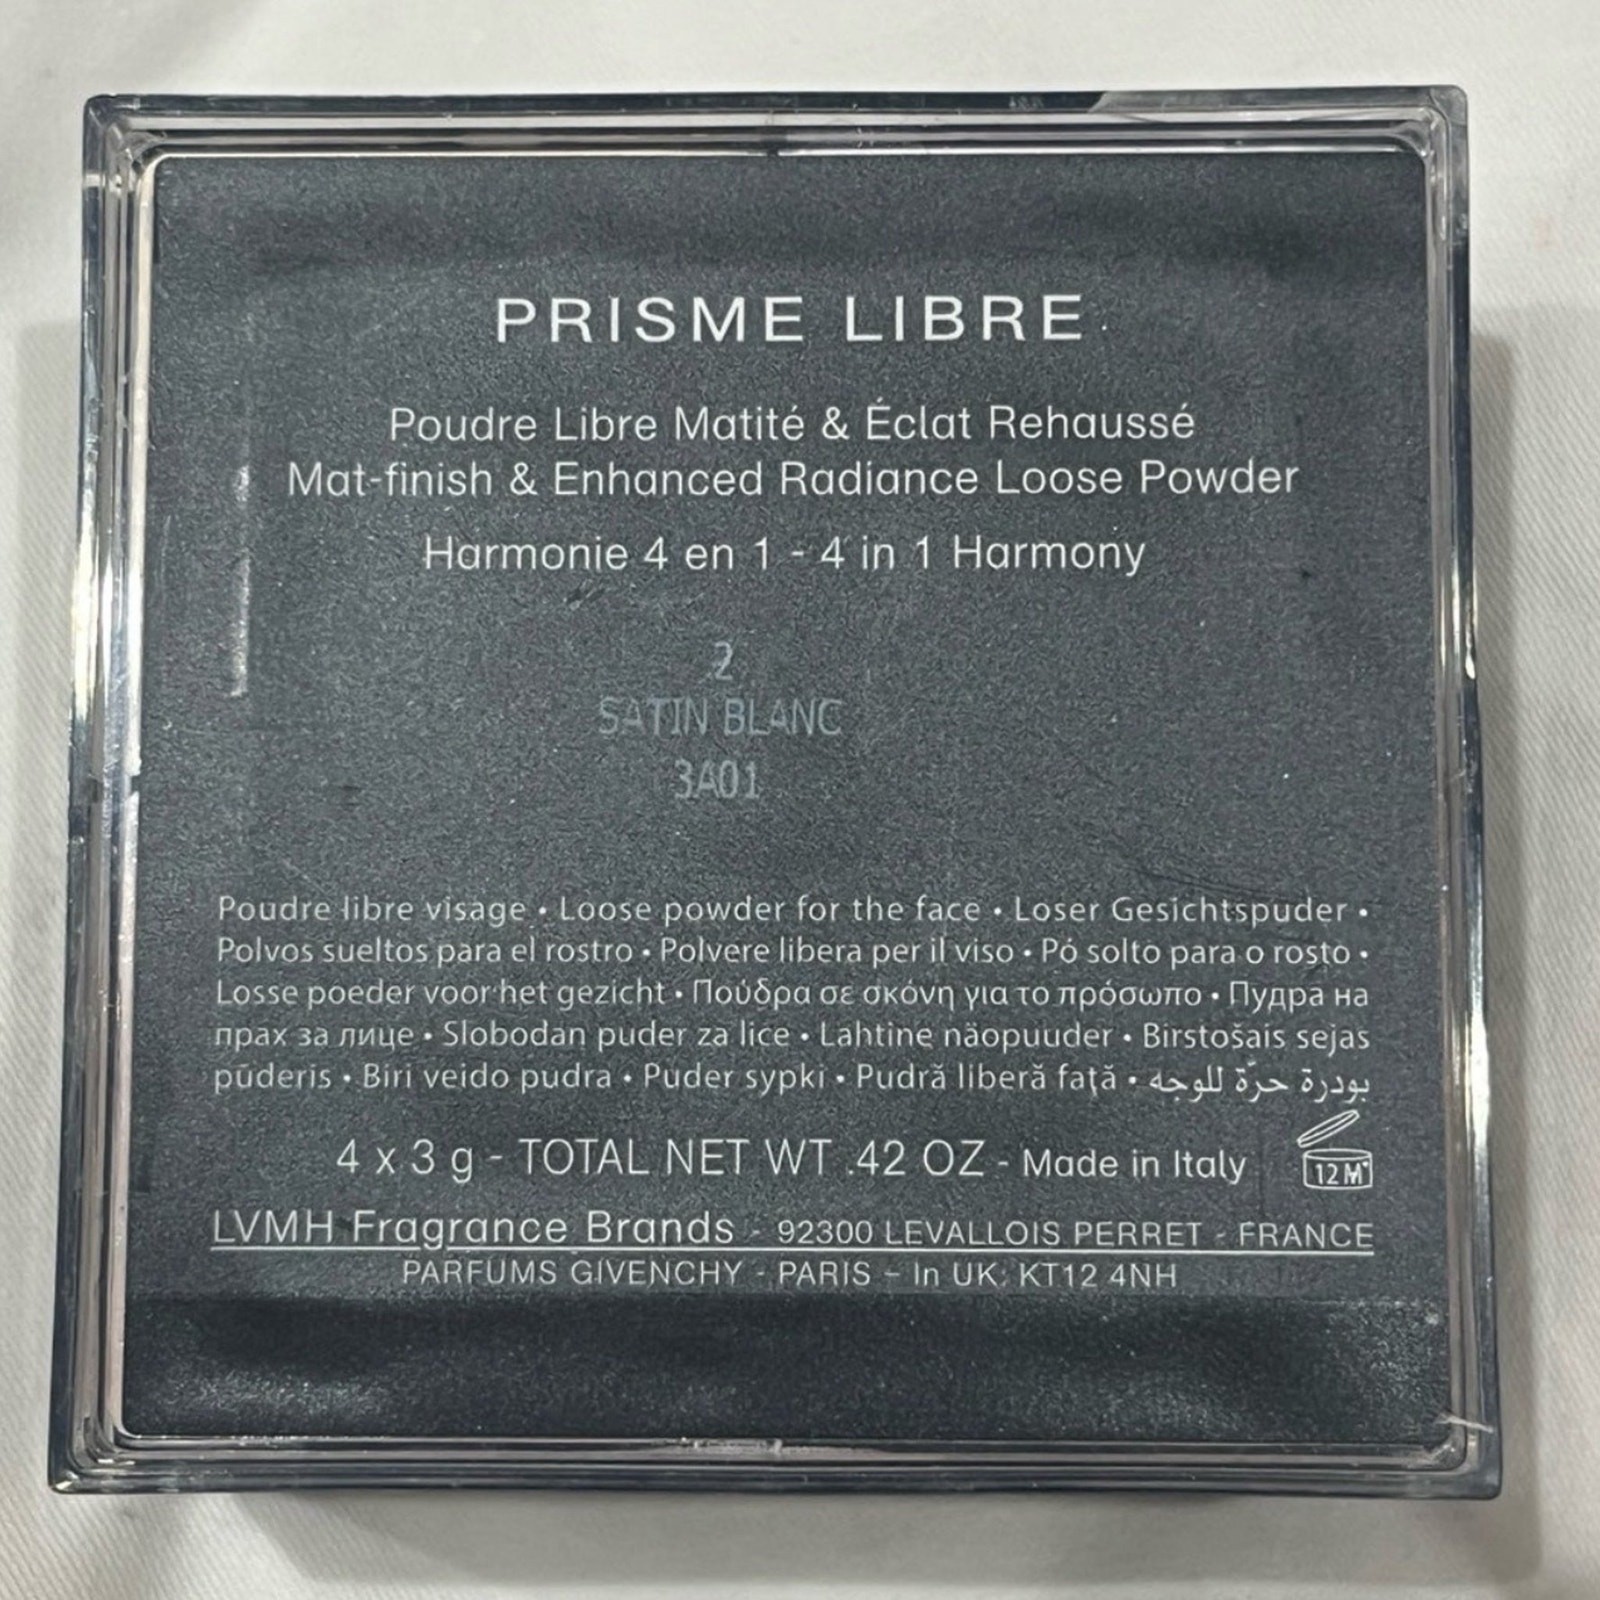 PRISME LIBRE
Poudre Libre Matité & Éclat Rehaussé
Mat-finish & Enhanced Radiance Loose Powder
Harmonie 4 en 1 - 4 in 1 Harmony
2
SATIN BLANC
3A01
Poudre libre visage • Loose powder for the face • Loser Gesichtspuder •
Polvos sueltos para el rostro • Polvere libera per il viso • Pó solto para o rosto •
Losse poeder voor het gezicht • Πούδρα σε σκόνη για το πρόσωπο • Пудра на
прах за лице • Slobodan puder za lice • Lahtine näopuuder • Birstošais sejas
pūderis • Biri veido pudra • Puder sypki • Pudră liberă faţă • بودرة حرّة للوجه
4 x 3 g - TOTAL NET WT .42 OZ - Made in Italy
12 M
LVMH Fragrance Brands - 92300 LEVALLOIS PERRET - FRANCE
PARFUMS GIVENCHY - PARIS – In UK: KT12 4NH